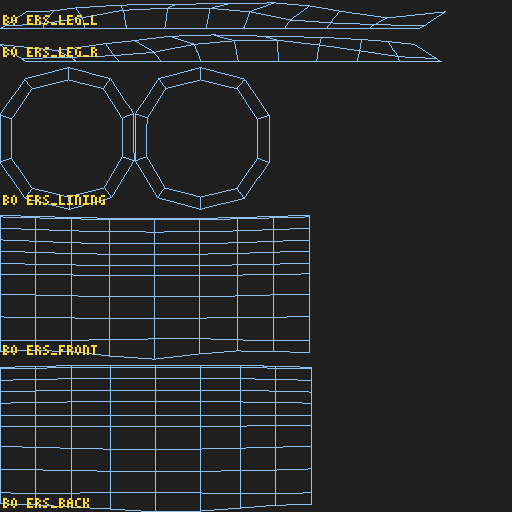 BO ERS_LEG_L
BO ERS_LEG_R
BO ERS_LINING
BO ERS_FRONT
BO ERS_BACK